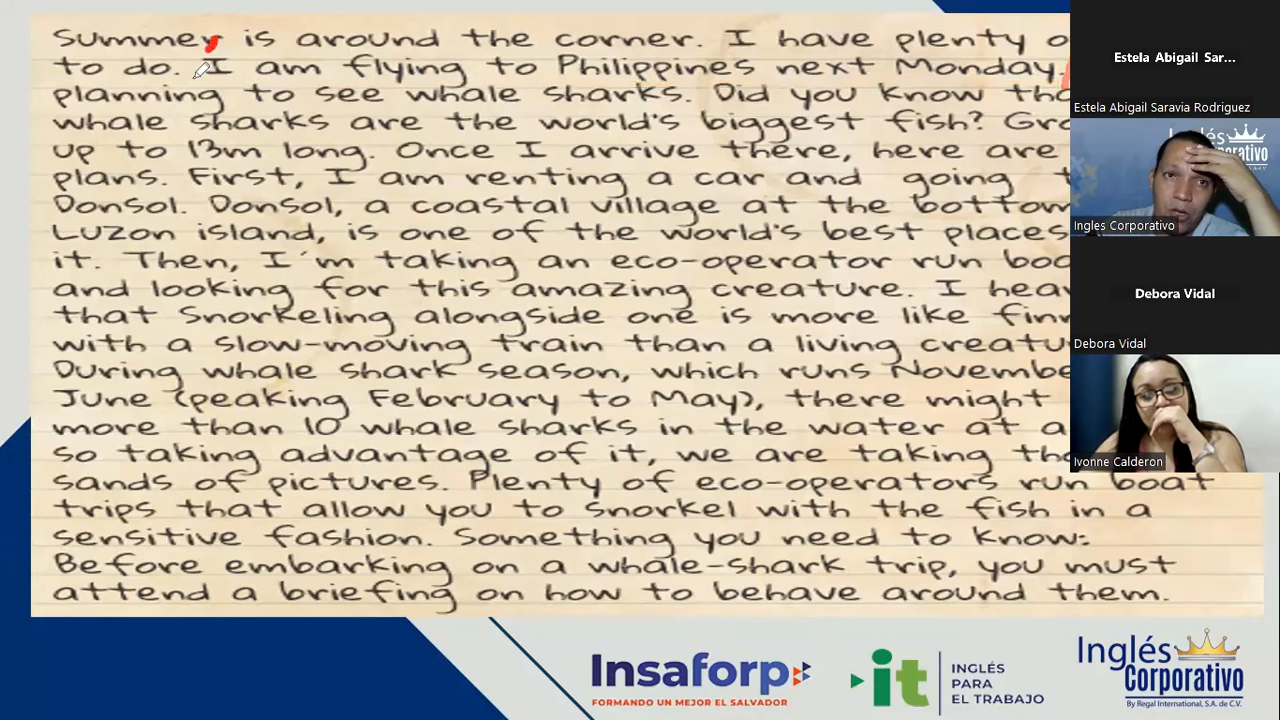 Summer is around the corner. I have plenty o
to do. I am flying to Philippines next Monday.
planning to see whale sharks. Did you know tha
whale sharks are the world's biggest fish? Gro
up to 13m long. Once I arrive there, here are
plans. First, I am renting a car and going t
Donsol. Donsol, a coastal village at the bottom
Luzon island, is one of the world's best places
it. Then, I´m taking an eco-operator run boa
and looking for this amazing creature. I hear
that snorkeling alongside one is more like finn
with a slow-moving train than a living creatu
During whale shark season, which runs Novembe
June (peaking February to May), there might
more than 10 whale sharks in the water at a
so taking advantage of it, we are taking tho
sands of pictures. Plenty of eco-operators run boat
trips that allow you to snorkel with the fish in a
sensitive fashion. Something you need to know:
Before embarking on a whale-shark trip, you must
attend a briefing on how to behave around them.
Estela Abigail Sar...
Estela Abigail Saravia Rodriguez
Inglés
Corporativo
Ingles Corporativo
Debora Vidal
Debora Vidal
Ivonne Calderon
Insaforp
FORMANDO UN MEJOR EL SALVADOR
it
INGLÉS
PARA
EL TRABAJO
Inglés
Corporativo
By Regal International, S.A. de C.V.